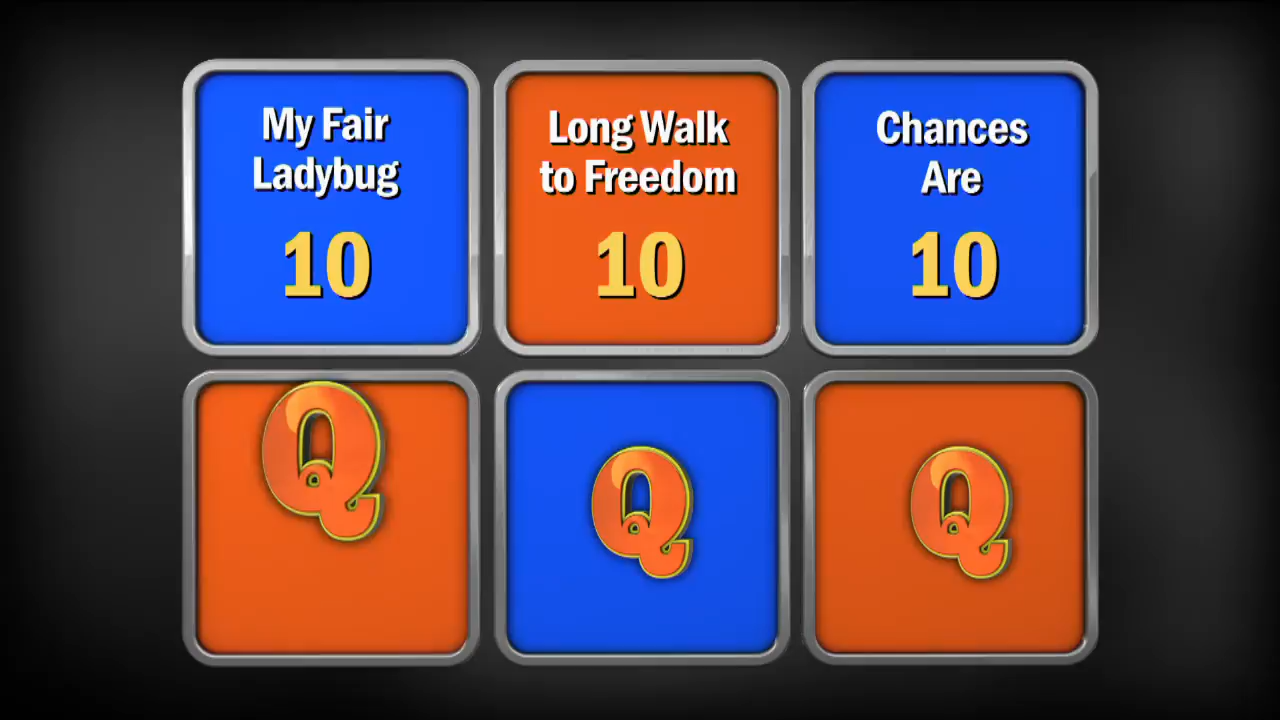 My Fair
Ladybug
10
Long Walk
to Freedom
10
Chances
Are
10
Q
Q
Q